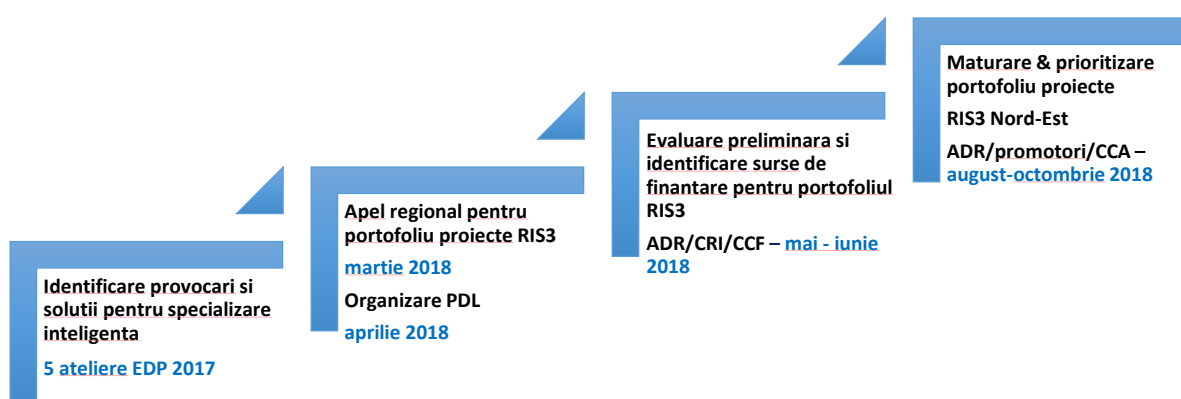 Identificare provocari si
solutii pentru specializare
inteligenta
5 ateliere EDP 2017
Apel regional pentru
portofoliu proiecte RIS3
martie 2018
Organizare PDL
aprilie 2018
Evaluare preliminara si
identificare surse de
finantare pentru portofoliul
RIS3
ADR/CRI/CCF – mai - iunie
2018
Maturare & prioritizare
portofoliu proiecte
RIS3 Nord-Est
ADR/promotori/CCA –
august-octombrie 2018